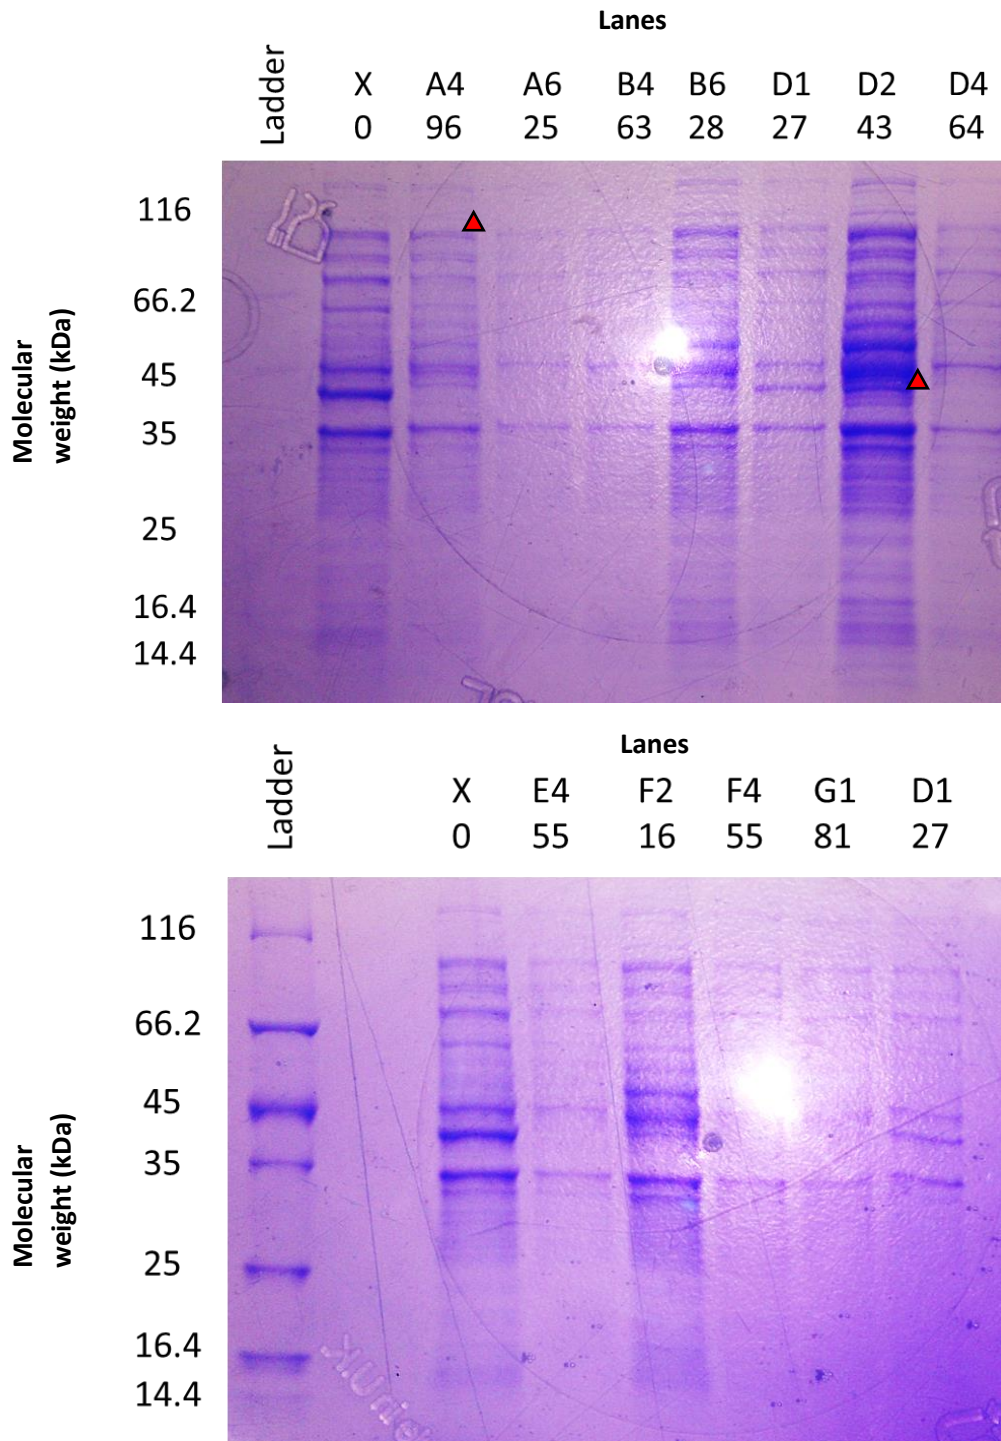 Lanes
Ladder X A4 A6 B4 B6 D1 D2 D4
0 96 25 63 28 27 43 64
116
66.2
45
35
25
16.4
14.4
Molecular
weight (kDa)
Lanes
Ladder X E4 F2 F4 G1 D1
0 55 16 55 81 27
116
66.2
45
35
25
16.4
14.4
Molecular
weight (kDa)